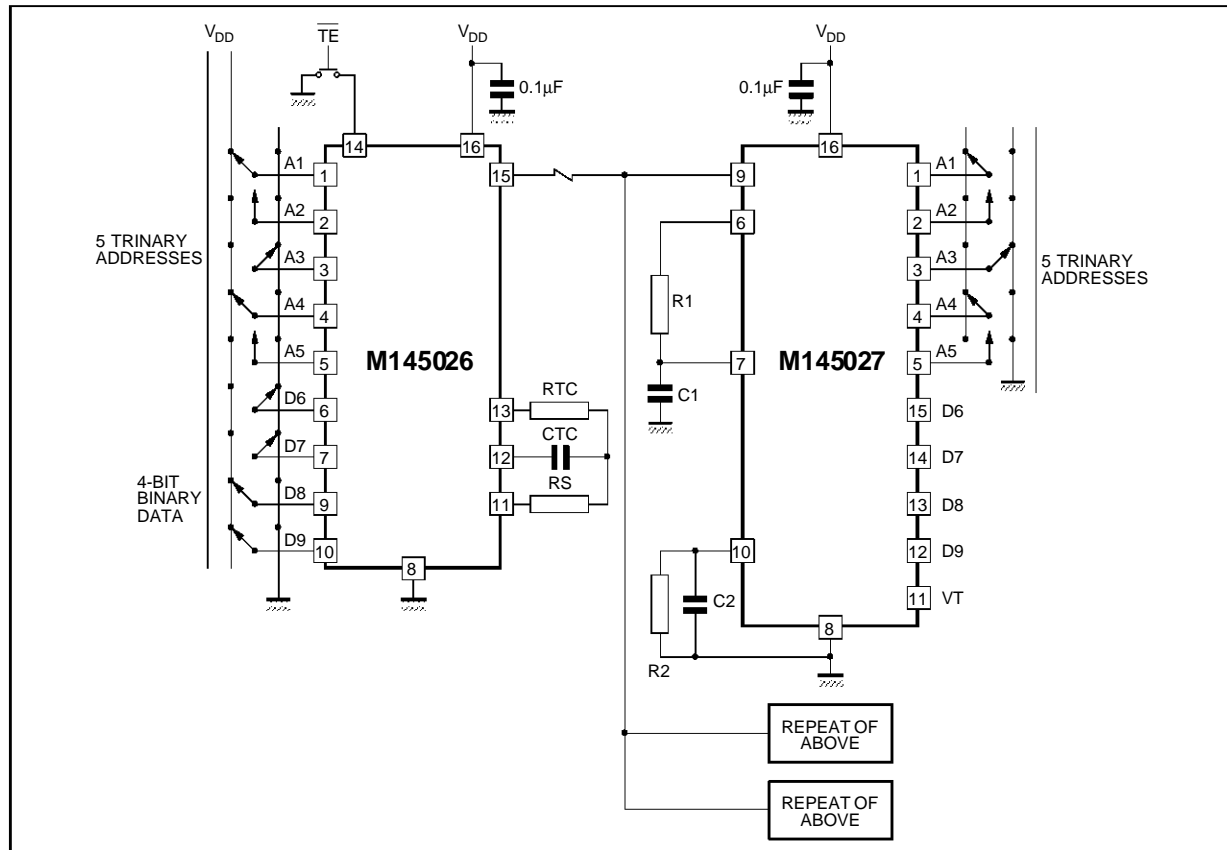 V_DD
TE
V_DD
0.1µF
V_DD
0.1µF
14
16
16
A1
1
15
9
1
A1
A2
2
6
2
A2
5 TRINARY
ADDRESSES
A3
3
3
A3
5 TRINARY
ADDRESSES
R1
A4
4
4
A4
A5
5
M145026
7
M145027
5
A5
C1
D6
6
13
RTC
15
D6
D7
7
CTC
12
14
D7
4-BIT
BINARY
DATA
D8
9
RS
11
13
D8
D9
10
10
12
D9
8
C2
11
VT
8
R2
REPEAT OF
ABOVE
REPEAT OF
ABOVE